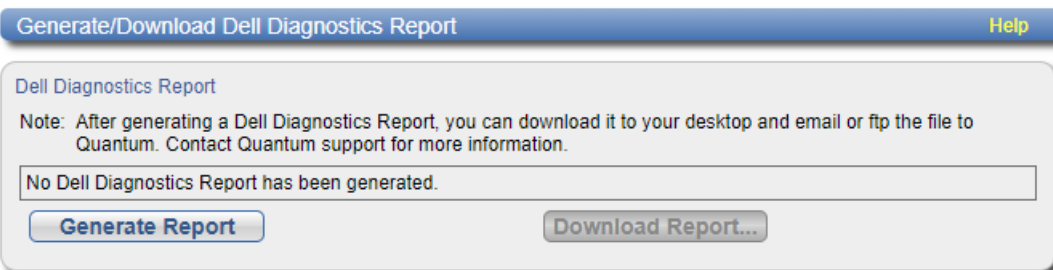 Generate/Download Dell Diagnostics Report
Help
Dell Diagnostics Report
Note: After generating a Dell Diagnostics Report, you can download it to your desktop and email or ftp the file to
Quantum. Contact Quantum support for more information.
No Dell Diagnostics Report has been generated.
Generate Report
Download Report...